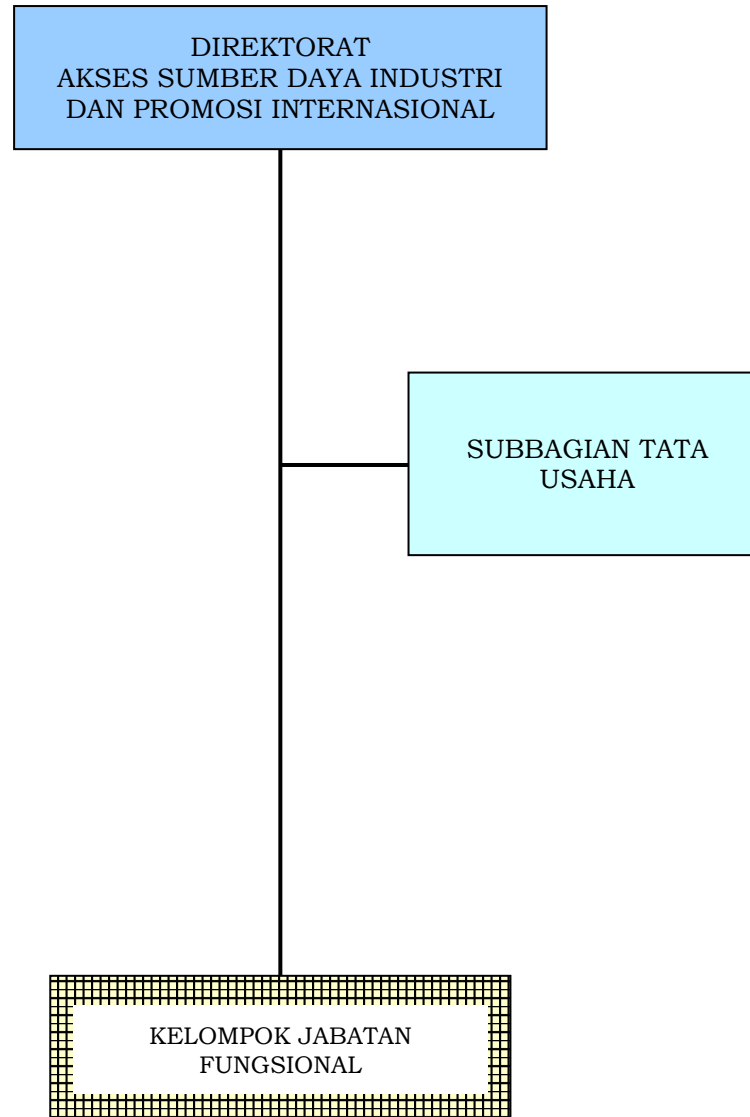 DIREKTORAT
AKSES SUMBER DAYA INDUSTRI
DAN PROMOSI INTERNASIONAL
SUBBAGIAN TATA
USAHA
KELOMPOK JABATAN
FUNGSIONAL